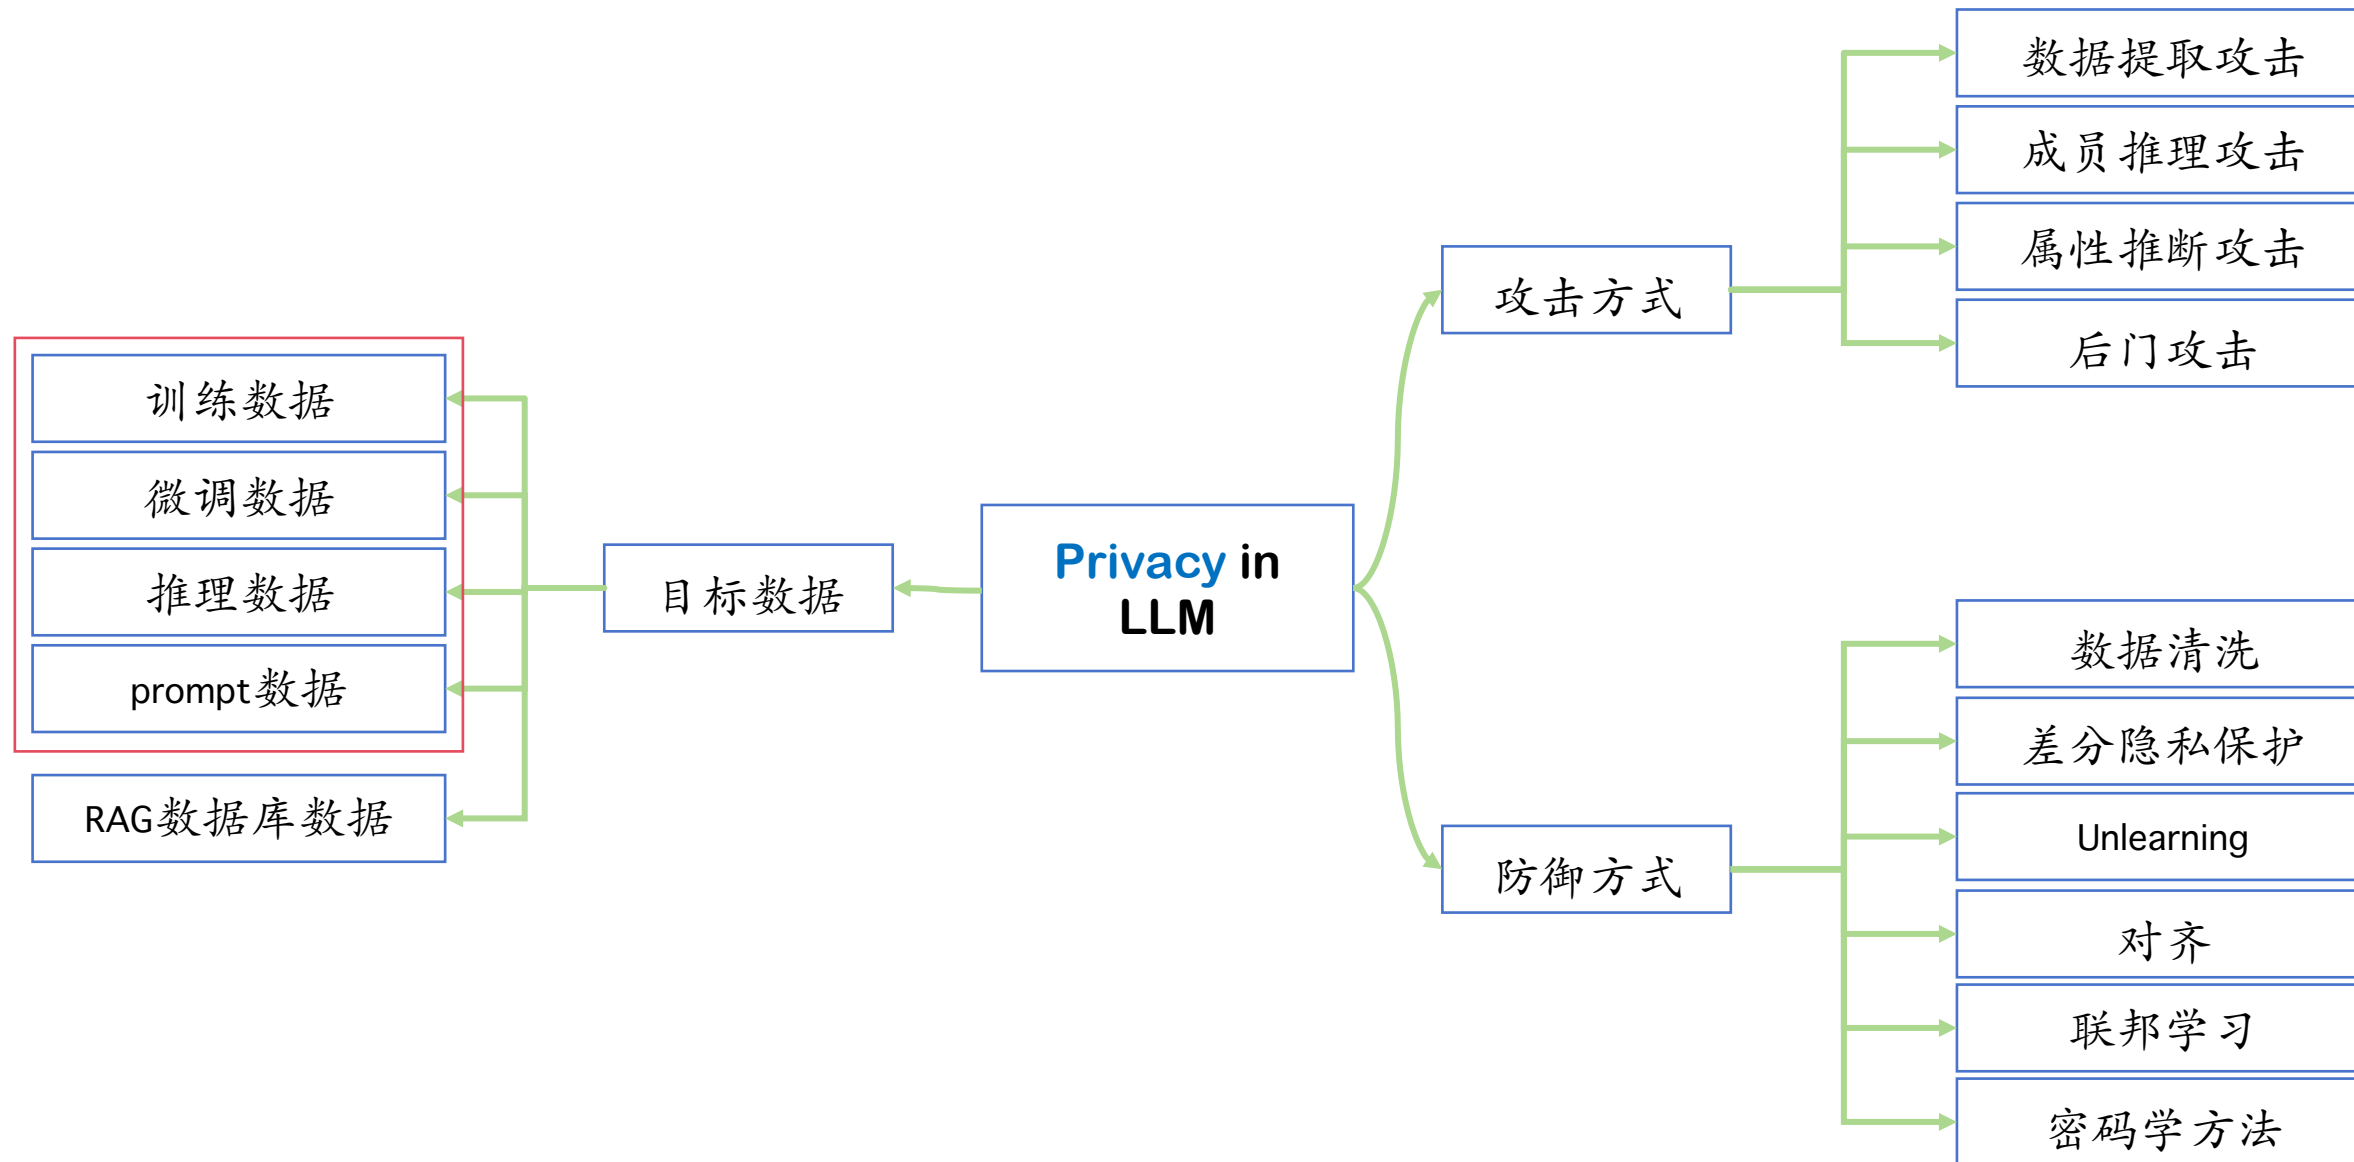 训练数据
微调数据
推理数据
prompt数据
RAG数据库数据
目标数据
Privacy in
LLM
攻击方式
数据提取攻击
成员推理攻击
属性推断攻击
后门攻击
防御方式
数据清洗
差分隐私保护
Unlearning
对齐
联邦学习
密码学方法